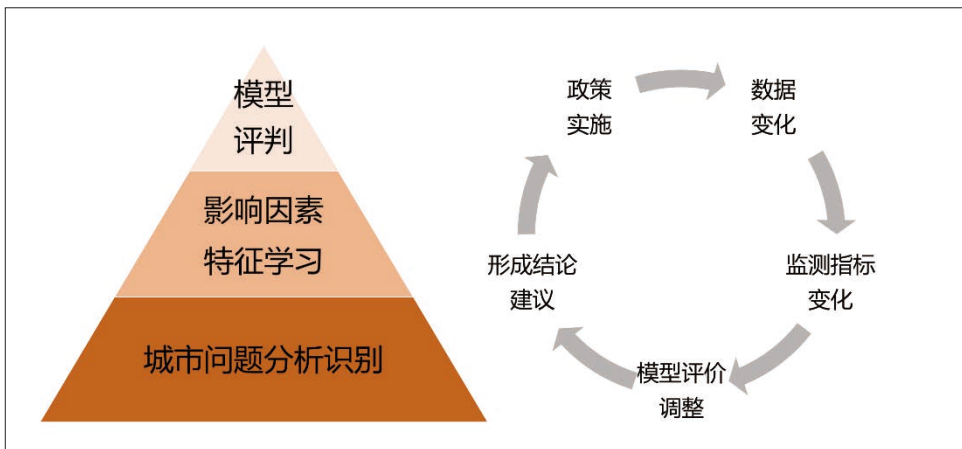 模型
评判
影响因素
特征学习
城市问题分析识别
政策
实施
数据
变化
监测指标
变化
模型评价
调整
形成结论
建议